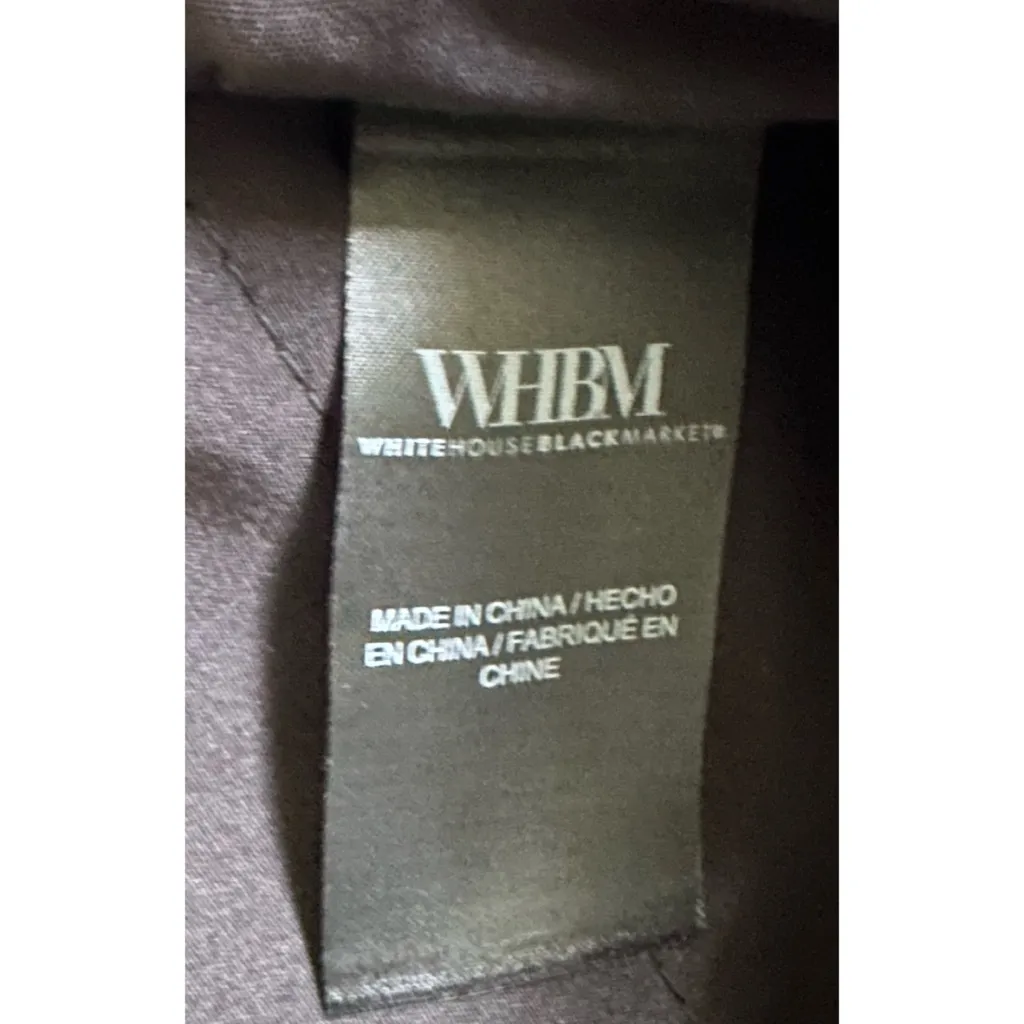 WHBM
WHITEHOUSEBLACKMARKET®
MADE IN CHINA / HECHO
EN CHINA / FABRIQUÉ EN
CHINE